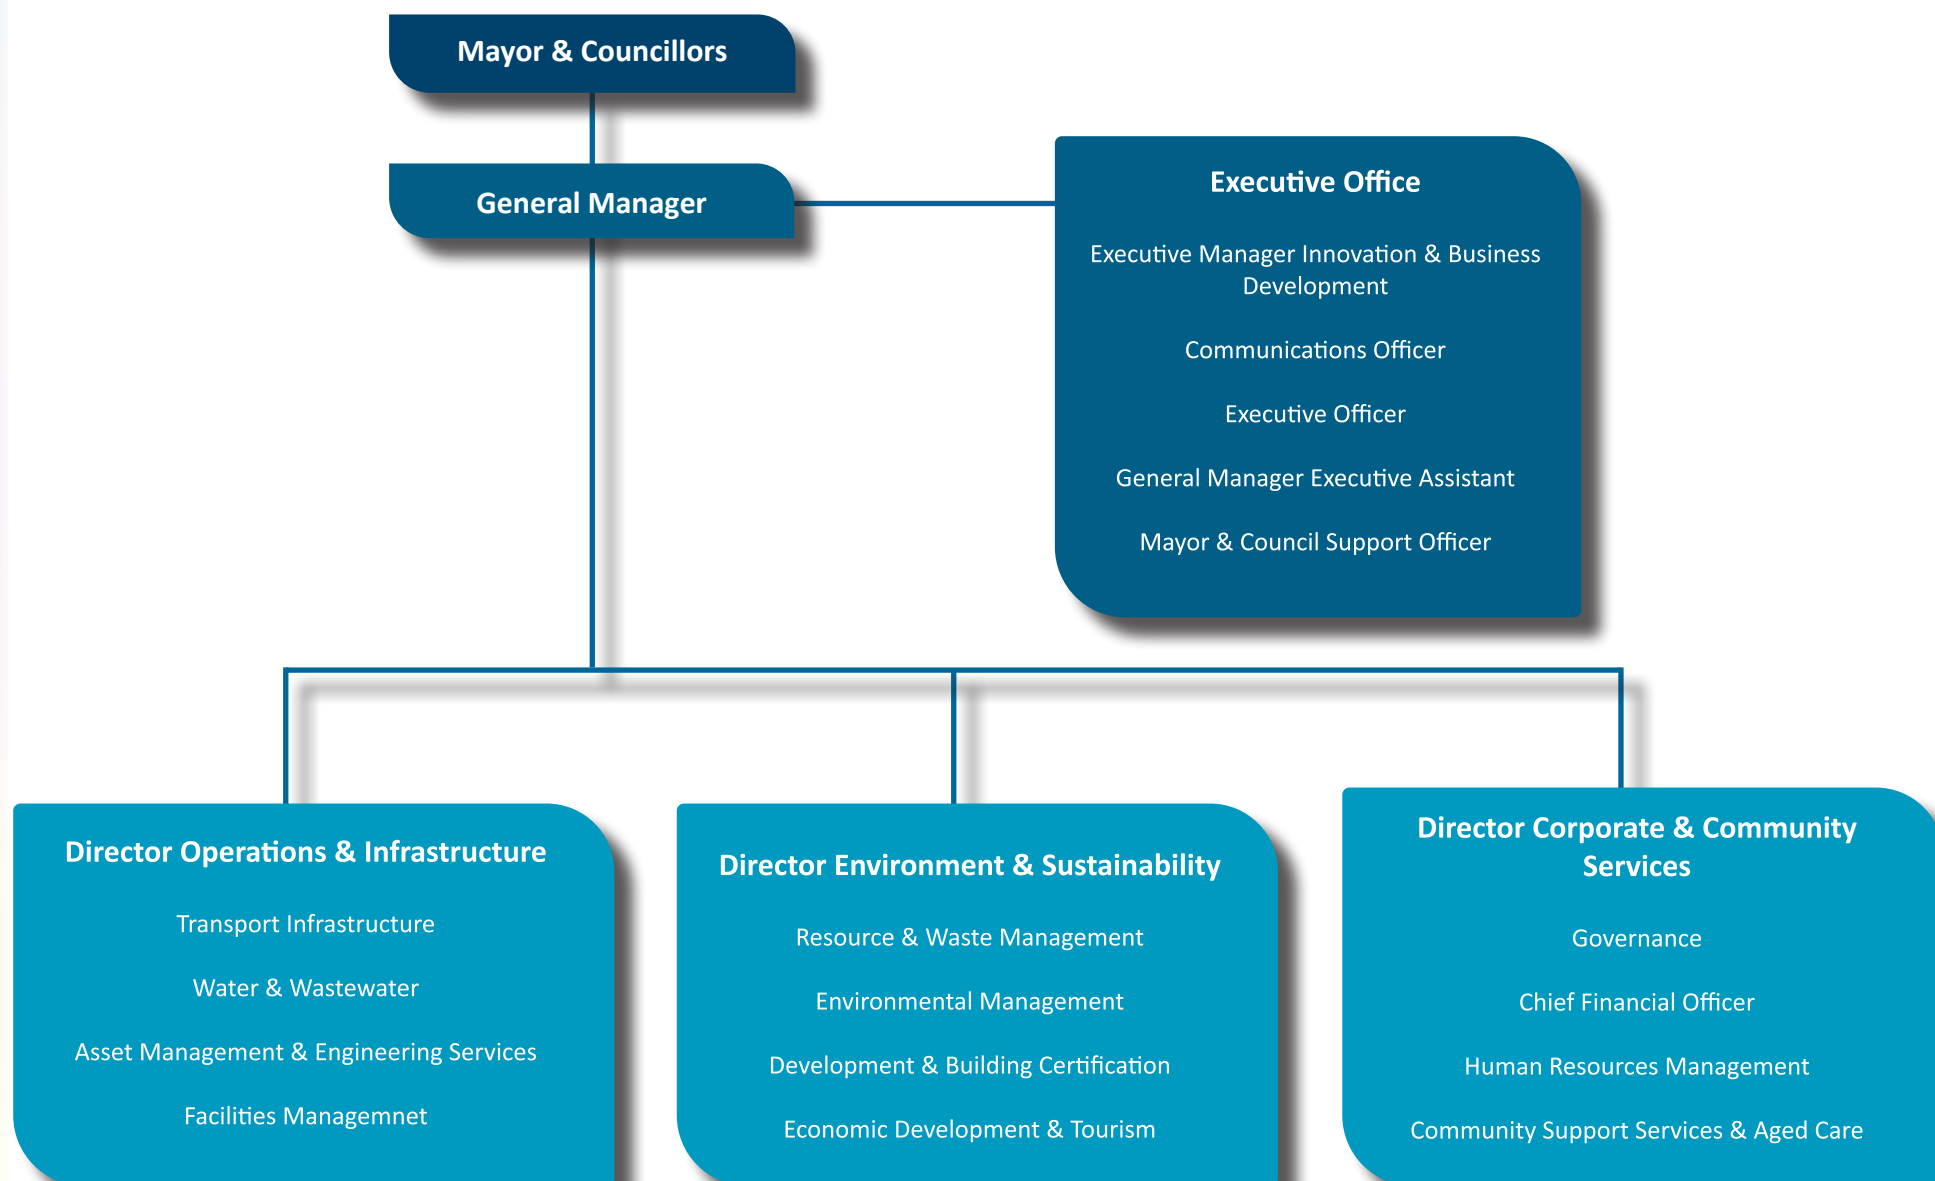 Mayor & Councillors
General Manager
Executive Office
Executive Manager Innovation & Business
Development
Communications Officer
Executive Officer
General Manager Executive Assistant
Mayor & Council Support Officer
Director Operations & Infrastructure
Transport Infrastructure
Water & Wastewater
Asset Management & Engineering Services
Facilities Managemnet
Director Environment & Sustainability
Resource & Waste Management
Environmental Management
Development & Building Certification
Economic Development & Tourism
Director Corporate & Community
Services
Governance
Chief Financial Officer
Human Resources Management
Community Support Services & Aged Care